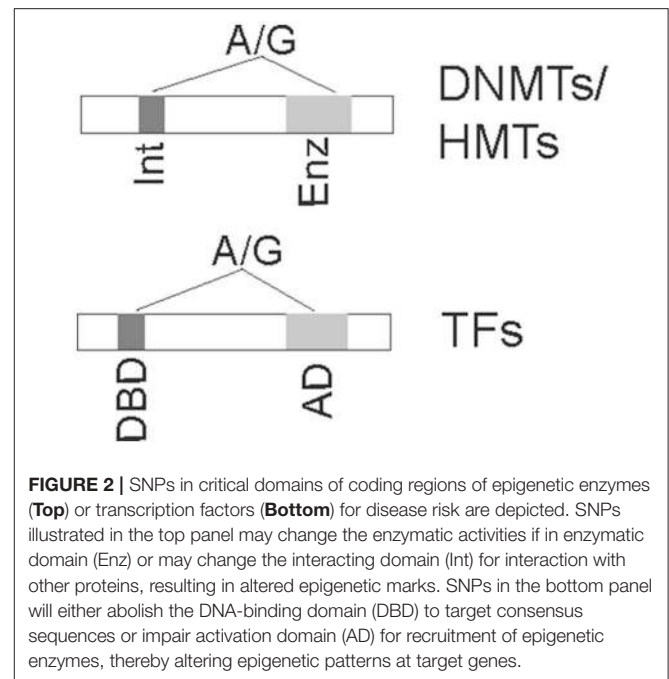 A/G
DNMTs/
HMTs
Int
Enz
A/G
TFs
DBD
AD
FIGURE 2 | SNPs in critical domains of coding regions of epigenetic enzymes
(Top) or transcription factors (Bottom) for disease risk are depicted. SNPs
illustrated in the top panel may change the enzymatic activities if in enzymatic
domain (Enz) or may change the interacting domain (Int) for interaction with
other proteins, resulting in altered epigenetic marks. SNPs in the bottom panel
will either abolish the DNA-binding domain (DBD) to target consensus
sequences or impair activation domain (AD) for recruitment of epigenetic
enzymes, thereby altering epigenetic patterns at target genes.